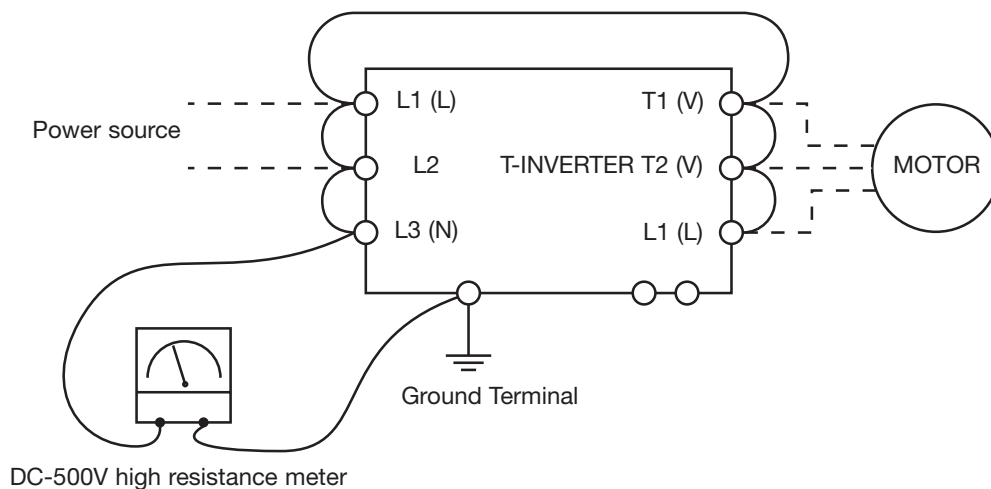 L1 (L)
T1 (V)
Power source
L2
T-INVERTER T2 (V)
MOTOR
L3 (N)
L1 (L)
Ground Terminal
DC-500V high resistance meter